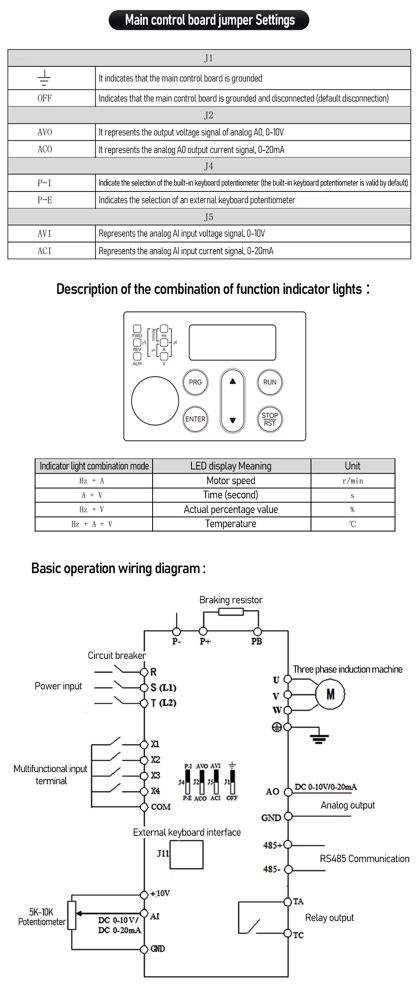 Main control board jumper Settings
J1
It indicates that the main control board is grounded
OFF Indicates that the main control board is grounded and disconnected (default disconnection)
J2
AVO It represents the output voltage signal of analog AO, 0-10V
ACO It represents the analog AO output current signal, 0-20mA
J4
P-I Indicate the selection of the built-in keyboard potentiometer (the built-in keyboard potentiometer is valid by default)
P-E Indicates the selection of an external keyboard potentiometer
J5
AVI Represents the analog AI input voltage signal, 0-10V
ACI Represents the analog AI input current signal, 0-20mA
Description of the combination of function indicator lights :
FWD Hz
REV A
ALM V
S
%
PRG
RUN
ENTER
STOP
RST
Indicator light combination mode LED display Meaning Unit
Hz + A Motor speed r/min
A + V Time (second) s
Hz + V Actual percentage value %
Hz + A + V Temperature ℃
Basic operation wiring diagram :
Braking resistor
P- P+ PB
Circuit breaker
Power input
R
S (L1)
T (L2)
Three phase induction machine
U
V
W
M
Multifunctional input
terminal
X1
X2
X3
X4
COM
P-I AVO AVI
J4 J2 J5 J1
P-E ACO ACI OFF
AO
DC 0-10V/0-20mA
Analog output
GND
External keyboard interface
J11
485+
RS485 Communication
485-
+10V
5K-10K
Potentiometer
DC 0-10V/
DC 0-20mA
AI
GND
TA
Relay output
TC